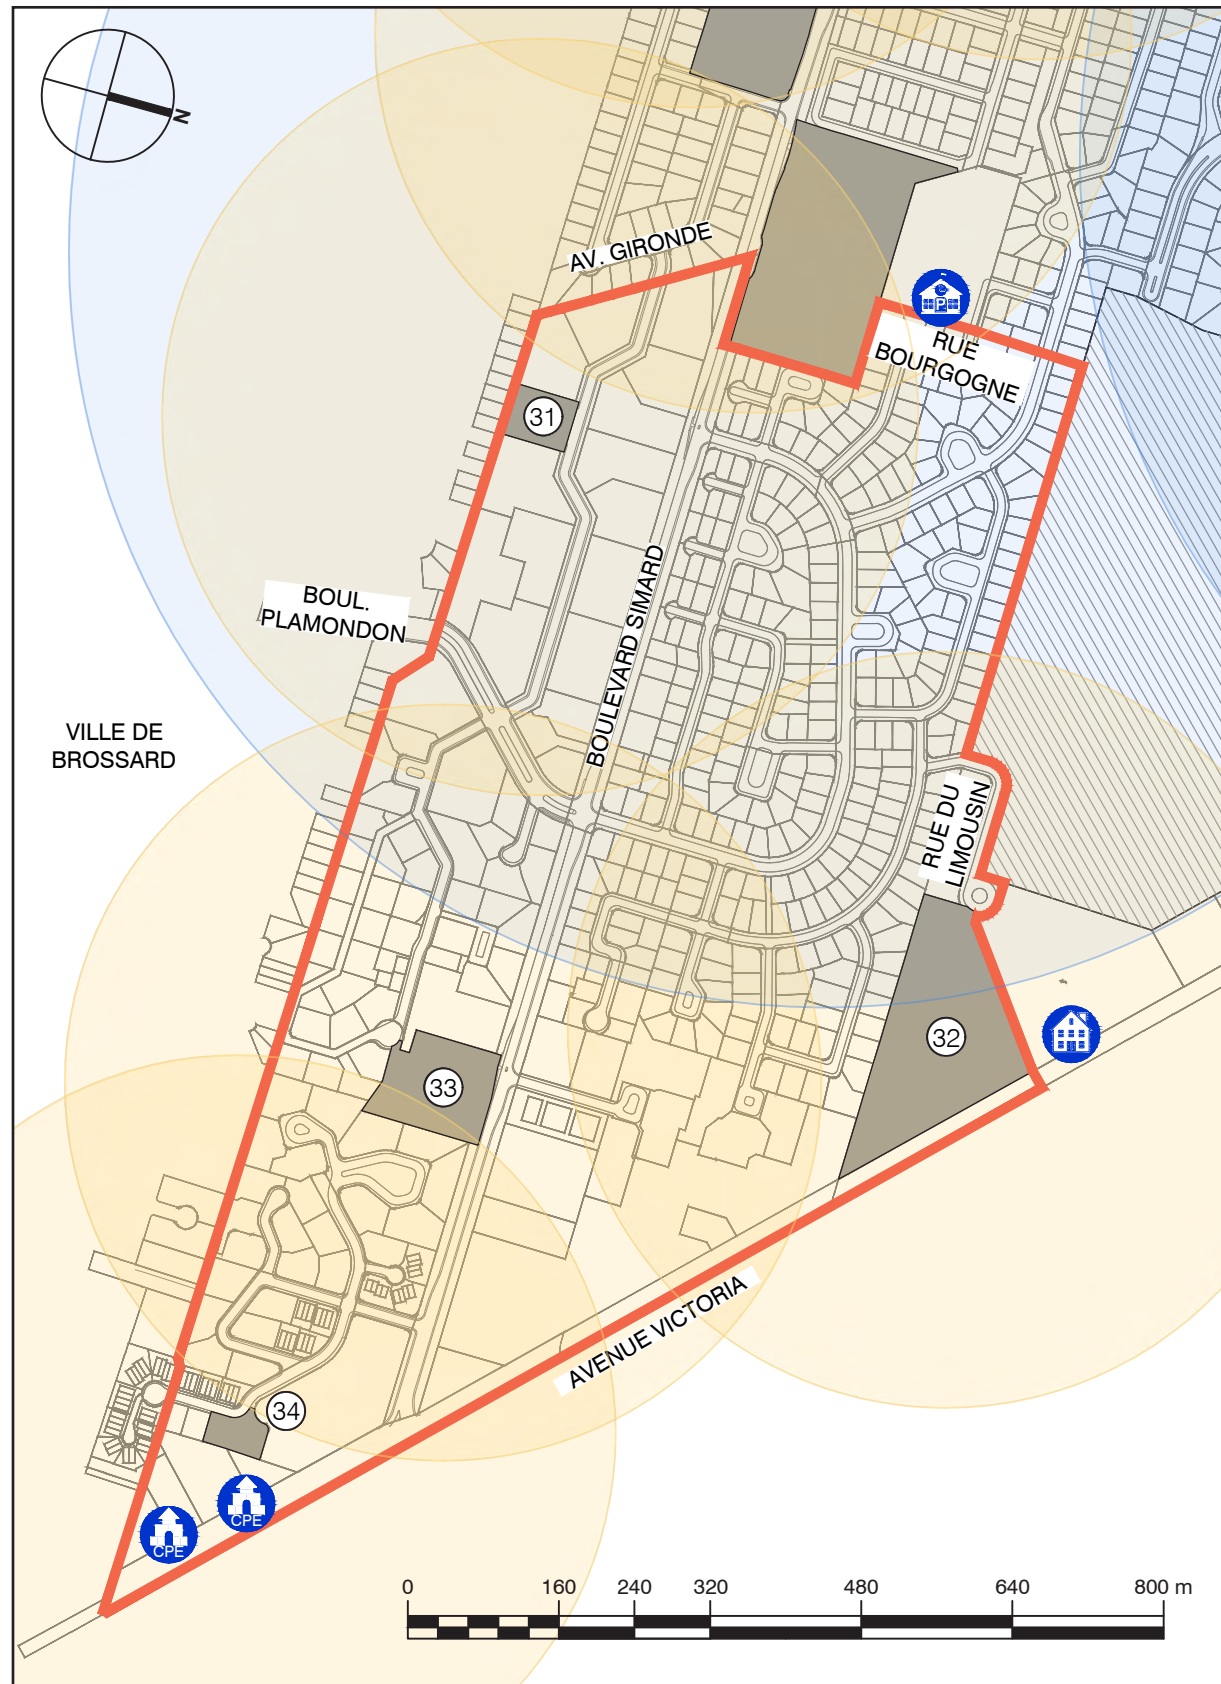 N
AV. GIRONDE
P
RUE
BOURGOGNE
31
BOUL.
PLAMONDON
BOULEVARD SIMARD
VILLE DE
BROSSARD
RUE DU
LIMOUSIN
32
33
AVENUE VICTORIA
34
CPE
CPE
0 160 240 320 480 640 800 m